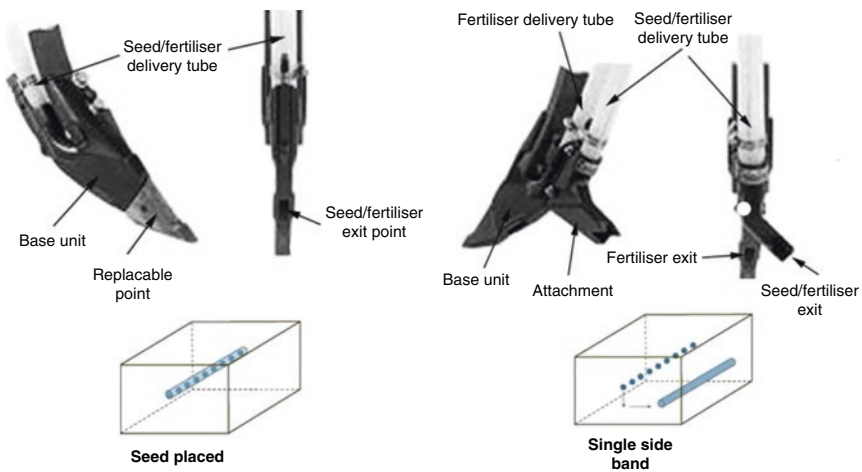 Seed/fertiliser
delivery tube
Base unit
Replacable
point
Seed/fertiliser
exit point
Seed placed
Fertiliser delivery tube
Seed/fertiliser
delivery tube
Base unit
Attachment
Fertiliser exit
Seed/fertiliser
exit
Single side
band